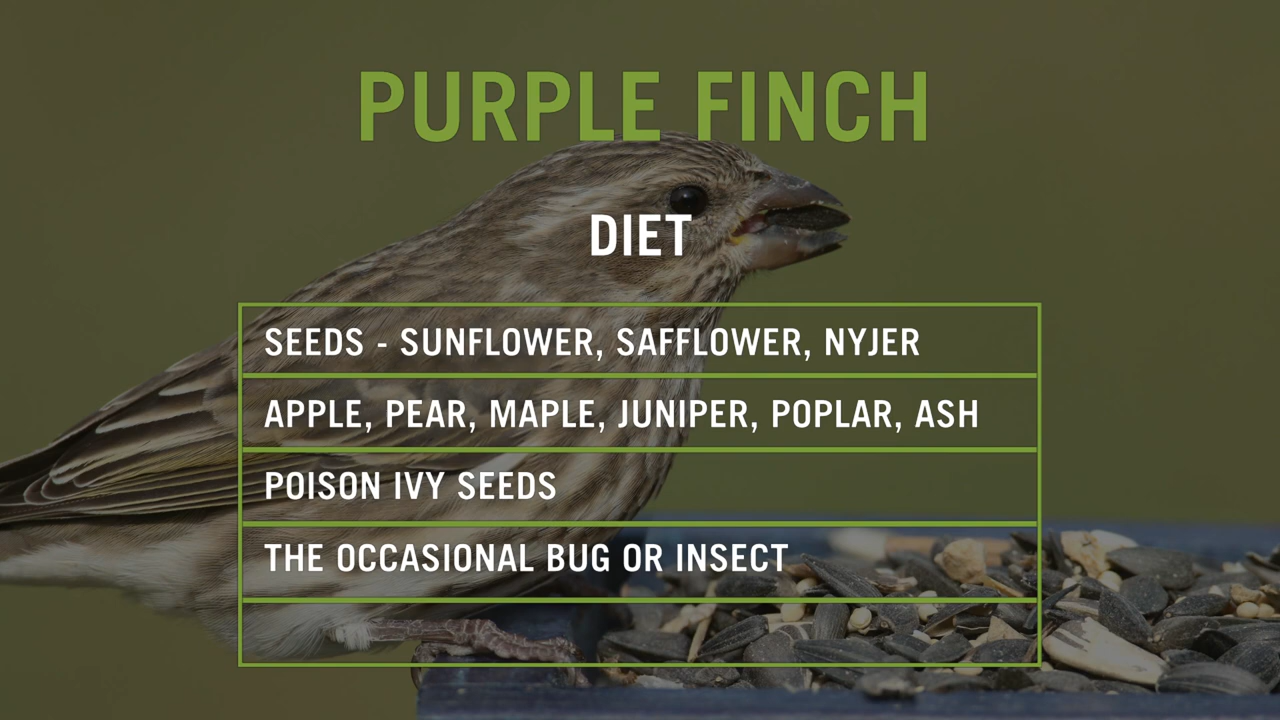 PURPLE FINCH
DIET
SEEDS - SUNFLOWER, SAFFLOWER, NYJER
APPLE, PEAR, MAPLE, JUNIPER, POPLAR, ASH
POISON IVY SEEDS
THE OCCASIONAL BUG OR INSECT